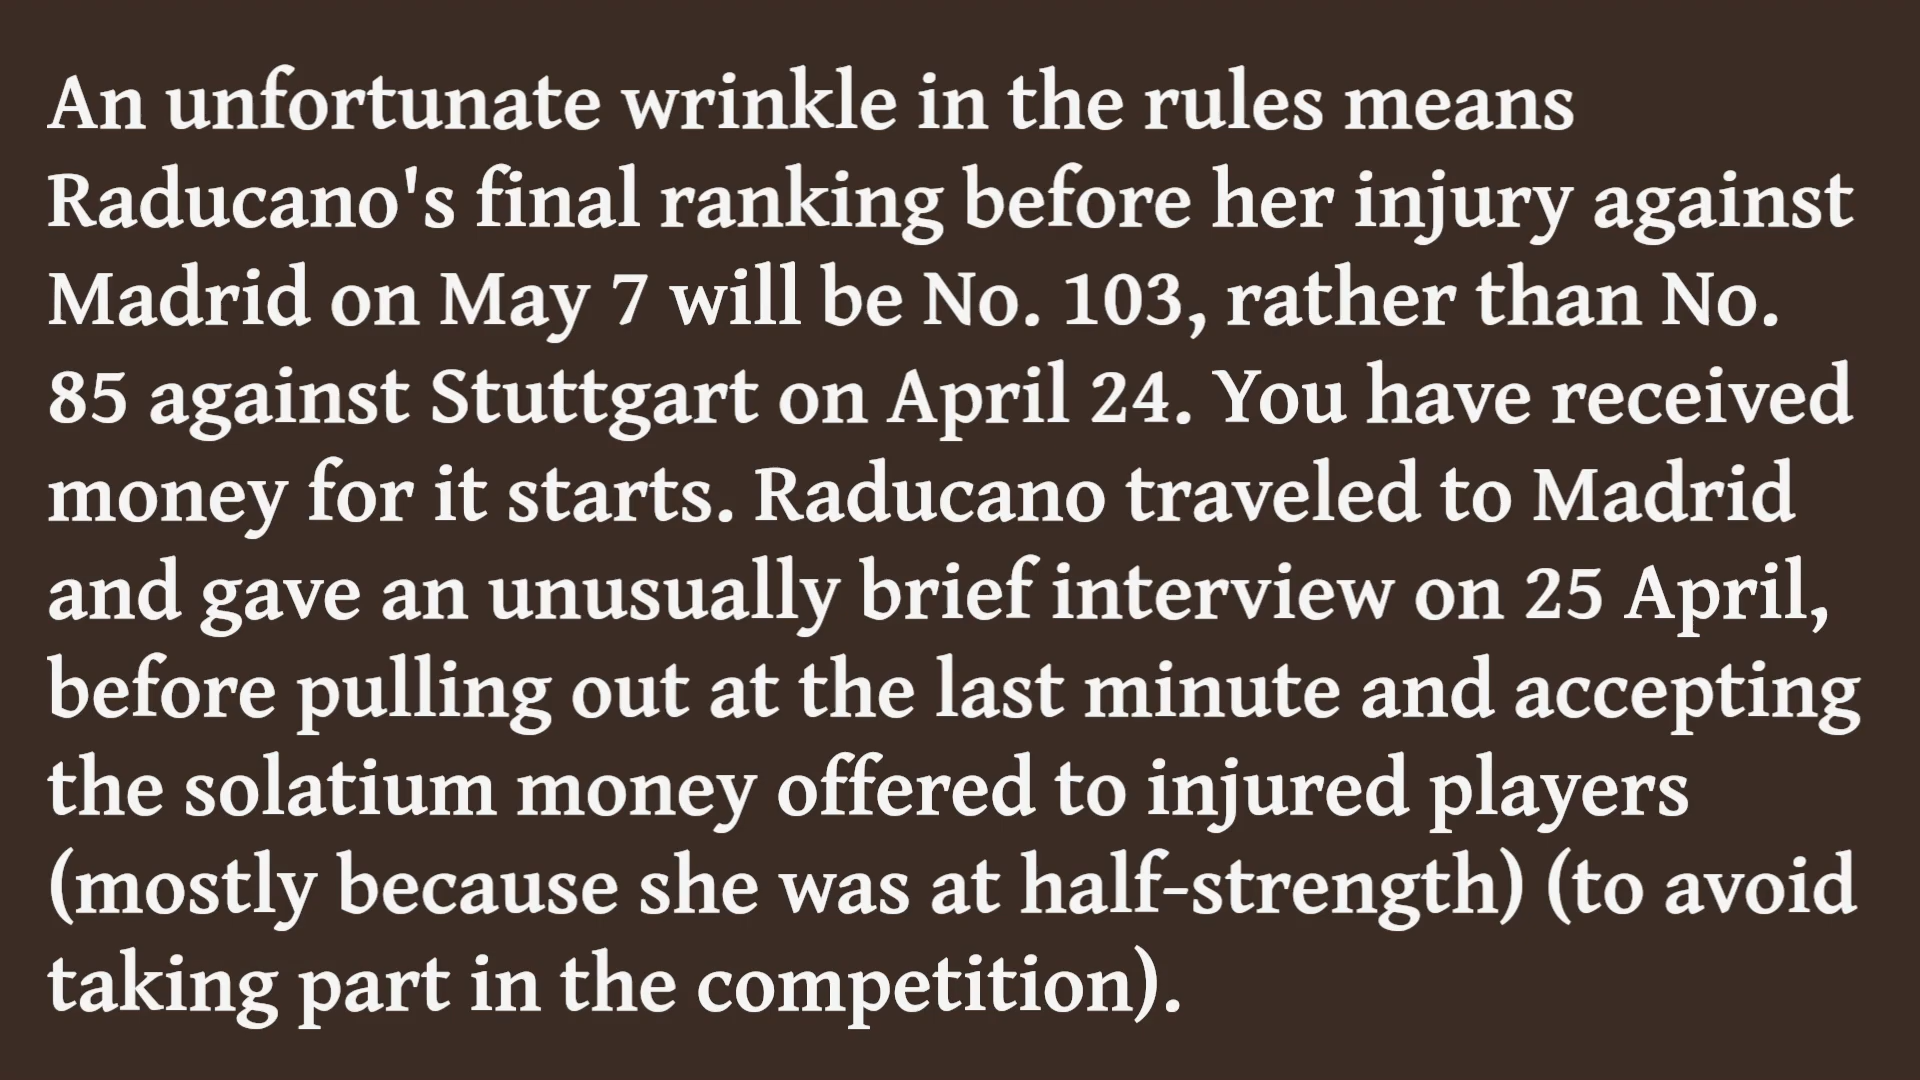 An unfortunate wrinkle in the rules means
Raducano's final ranking before her injury against
Madrid on May 7 will be No. 103, rather than No.
85 against Stuttgart on April 24. You have received
money for it starts. Raducano traveled to Madrid
and gave an unusually brief interview on 25 April,
before pulling out at the last minute and accepting
the solatium money offered to injured players
(mostly because she was at half-strength) (to avoid
taking part in the competition).